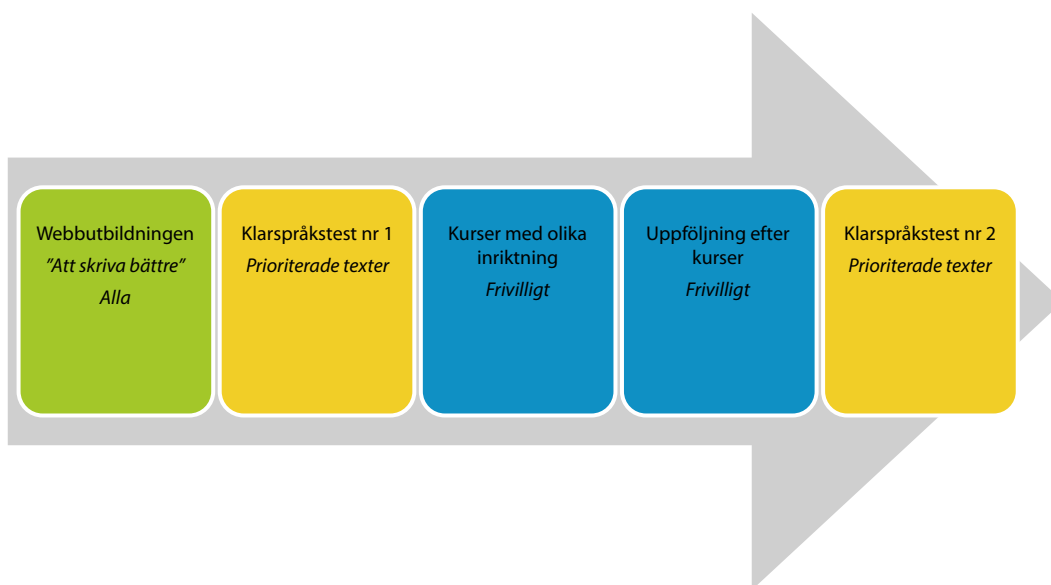 Webbutbildningen
”Att skriva bättre”
Alla
Klarspråkstest nr 1
Prioriterade texter
Kurser med olika
inriktning
Frivilligt
Uppföljning efter
kurser
Frivilligt
Klarspråkstest nr 2
Prioriterade texter